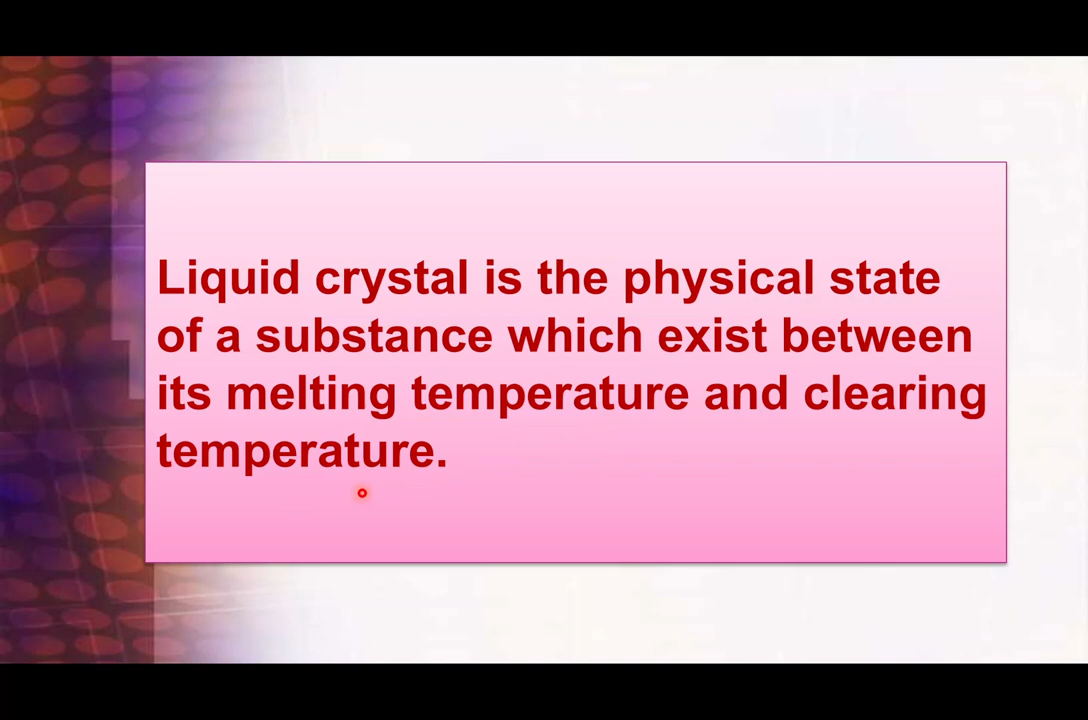 Liquid crystal is the physical state
of a substance which exist between
its melting temperature and clearing
temperature.